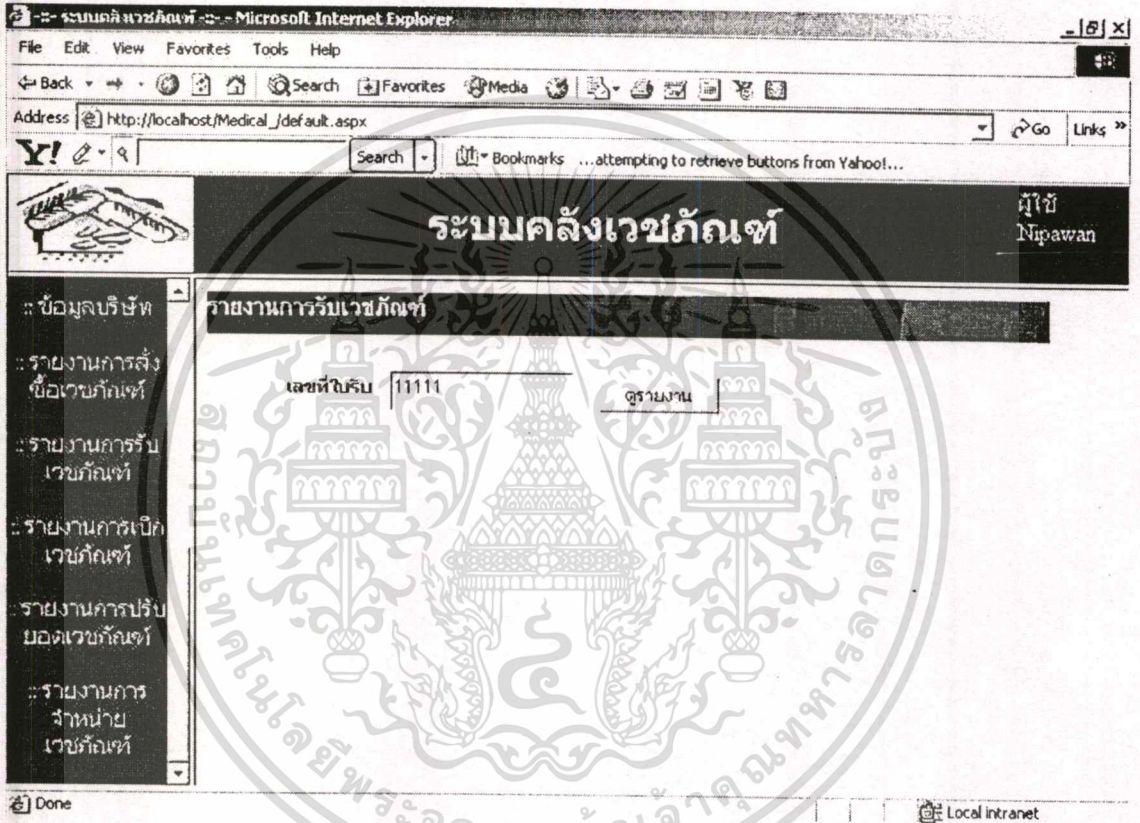 -::- ระบบคลังเวชภัณฑ์ -::- - Microsoft Internet Explorer
File Edit View Favorites Tools Help
Back Search Favorites Media
Address http://localhost/Medical_/default.aspx Go Links »
Y! Search Bookmarks ...attempting to retrieve buttons from Yahoo!...
ระบบคลังเวชภัณฑ์
ผู้ใช้
Nipawan
:: ข้อมูลบริษัท
:: รายงานการสั่ง
ซื้อเวชภัณฑ์
:: รายงานการรับ
เวชภัณฑ์
:: รายงานการเบิก
เวชภัณฑ์
:: รายงานการปรับ
ยอดเวชภัณฑ์
:: รายงานการ
จำหน่าย
เวชภัณฑ์
รายงานการรับเวชภัณฑ์
เลขที่ใบรับ 11111 ดูรายงาน
Done Local intranet